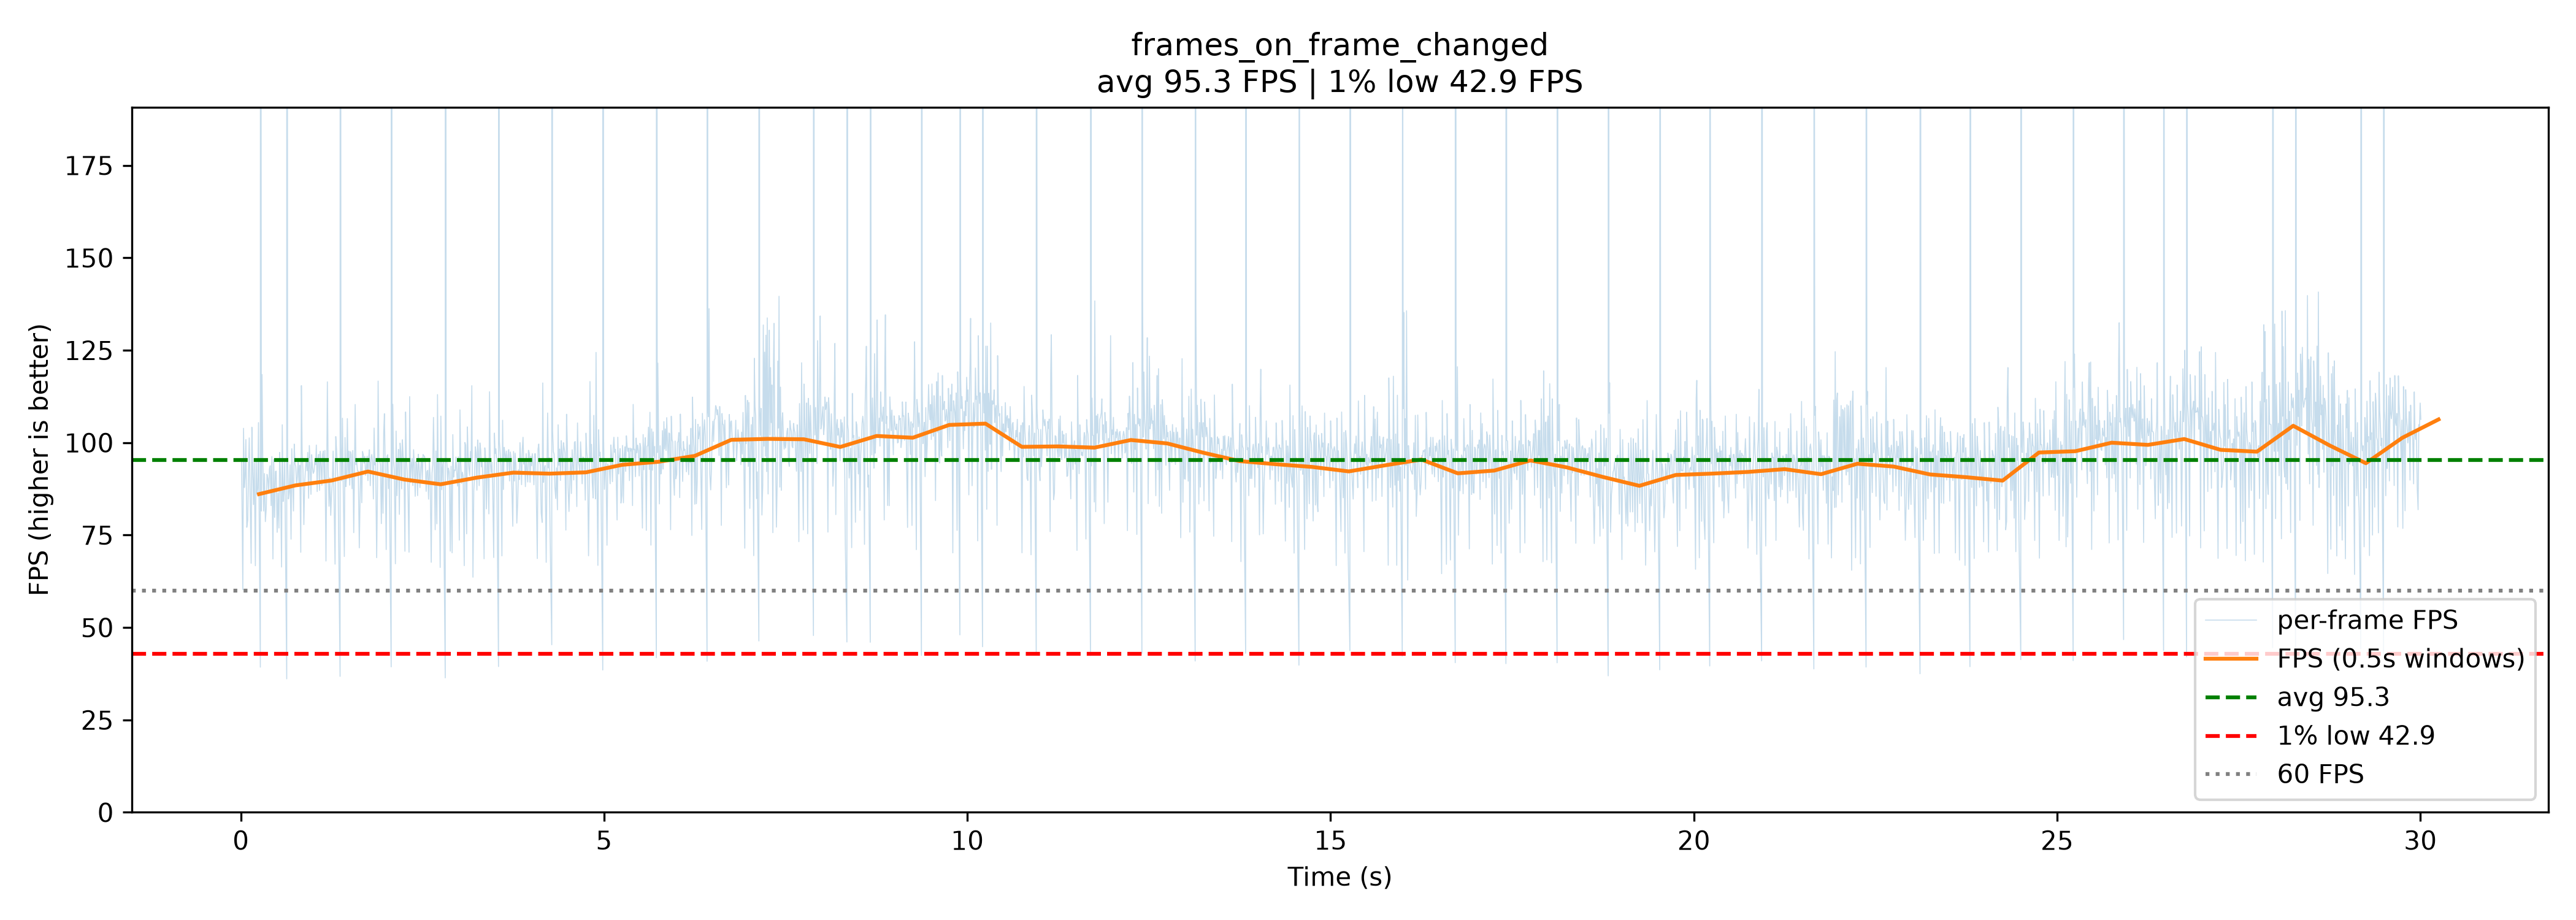 frames_on_frame_changed
avg 95.3 FPS | 1% low 42.9 FPS
FPS (higher is better)
175
150
125
100
75
50
25
0
0
5
10
15
20
25
30
Time (s)
per-frame FPS
FPS (0.5s windows)
avg 95.3
1% low 42.9
60 FPS